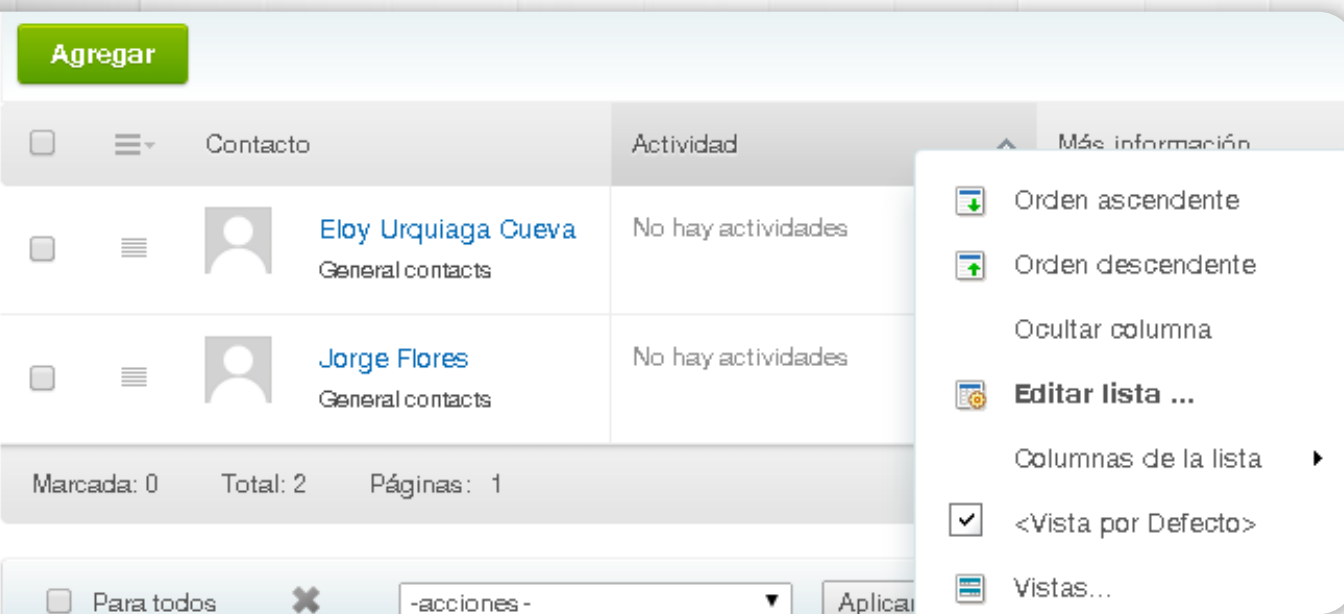 Agregar
Contacto
Actividad
Más información
Eloy Urquiaga Cueva
General contacts
No hay actividades
Jorge Flores
General contacts
No hay actividades
Marcada: 0 Total: 2 Páginas: 1
Para todos
-acciones-
Aplicar
Orden ascendente
Orden descendente
Ocultar columna
Editar lista ...
Columnas de la lista
<Vista por Defecto>
Vistas...